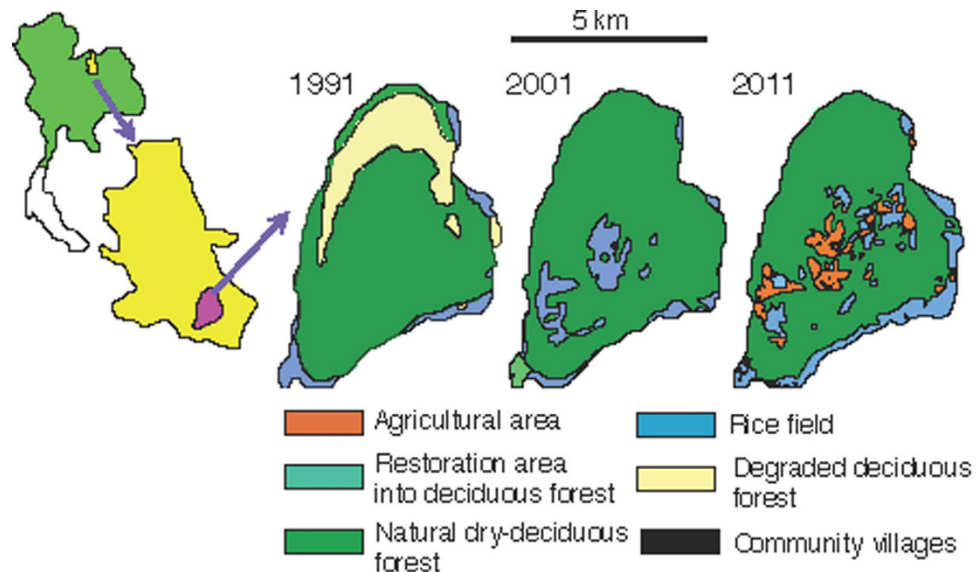 5 km
1991
2001
2011
Agricultural area
Rice field
Restoration area
into deciduous forest
Degraded deciduous
forest
Natural dry-deciduous
forest
Community villages